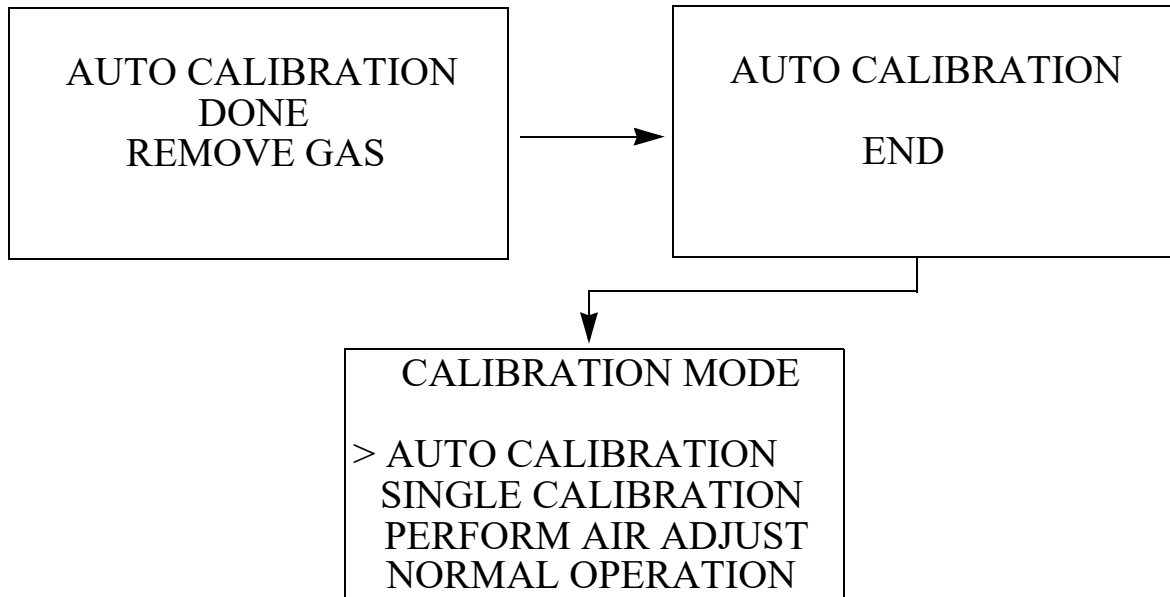 AUTO CALIBRATION
DONE
REMOVE GAS
AUTO CALIBRATION
END
CALIBRATION MODE
> AUTO CALIBRATION
SINGLE CALIBRATION
PERFORM AIR ADJUST
NORMAL OPERATION